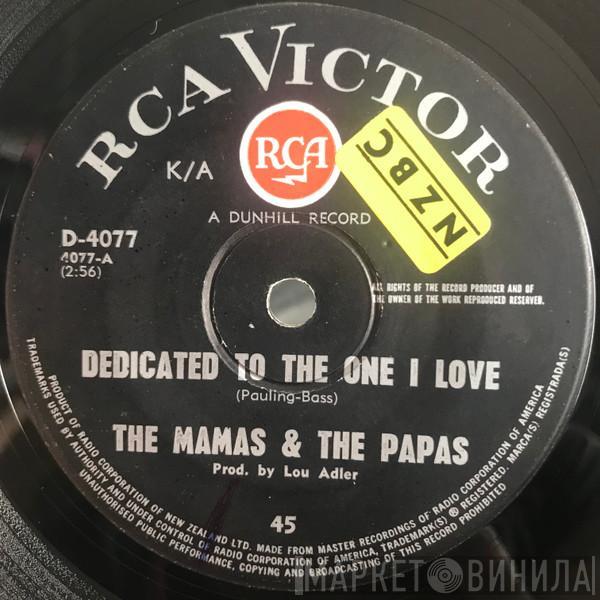 RCA VICTOR
K/A
RCA
NZBC
A DUNHILL RECORD
D-4077
4077-A
(2:56)
ALL RIGHTS OF THE RECORD PRODUCER AND OF
THE OWNER OF THE WORK REPRODUCED RESERVED.
DEDICATED TO THE ONE I LOVE
(Pauling-Bass)
THE MAMAS & THE PAPAS
Prod. by Lou Adler
45
PRODUCT OF RADIO CORPORATION OF NEW ZEALAND LTD. MADE FROM MASTER RECORDINGS OF RADIO CORPORATION OF AMERICA
TRADEMARKS USED BY AUTHORITY AND UNDER CONTROL OF RADIO CORPORATION OF AMERICA, TRADEMARK(S) ® REGISTERED. MARCA(S) REGISTRADA(S)
UNAUTHORISED PUBLIC PERFORMANCE, COPYING AND BROADCASTING OF THIS RECORD PROHIBITED
МАРКЕТ ВИНИЛА